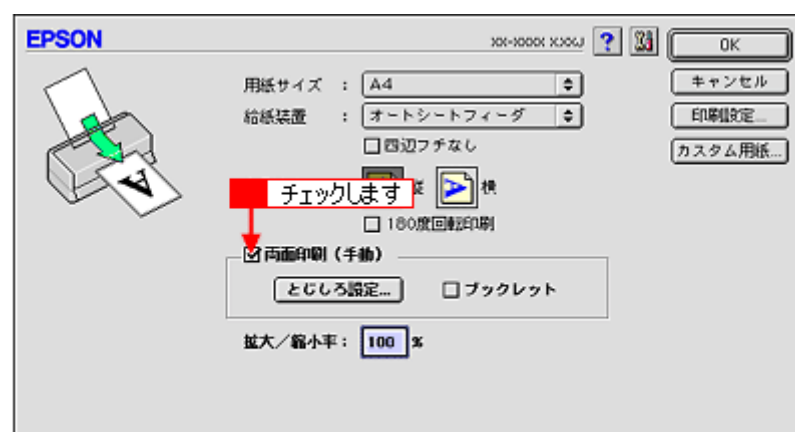 EPSON
XX-XXXX X.XXJ
?
OK
用紙サイズ : A4
キャンセル
給紙装置 : オートシートフィーダ
印刷設定...
四辺フチなし
カスタム用紙...
チェックします
縦
横
180度回転印刷
両面印刷(手動)
とじしろ設定...
ブックレット
拡大/縮小率: 100 %